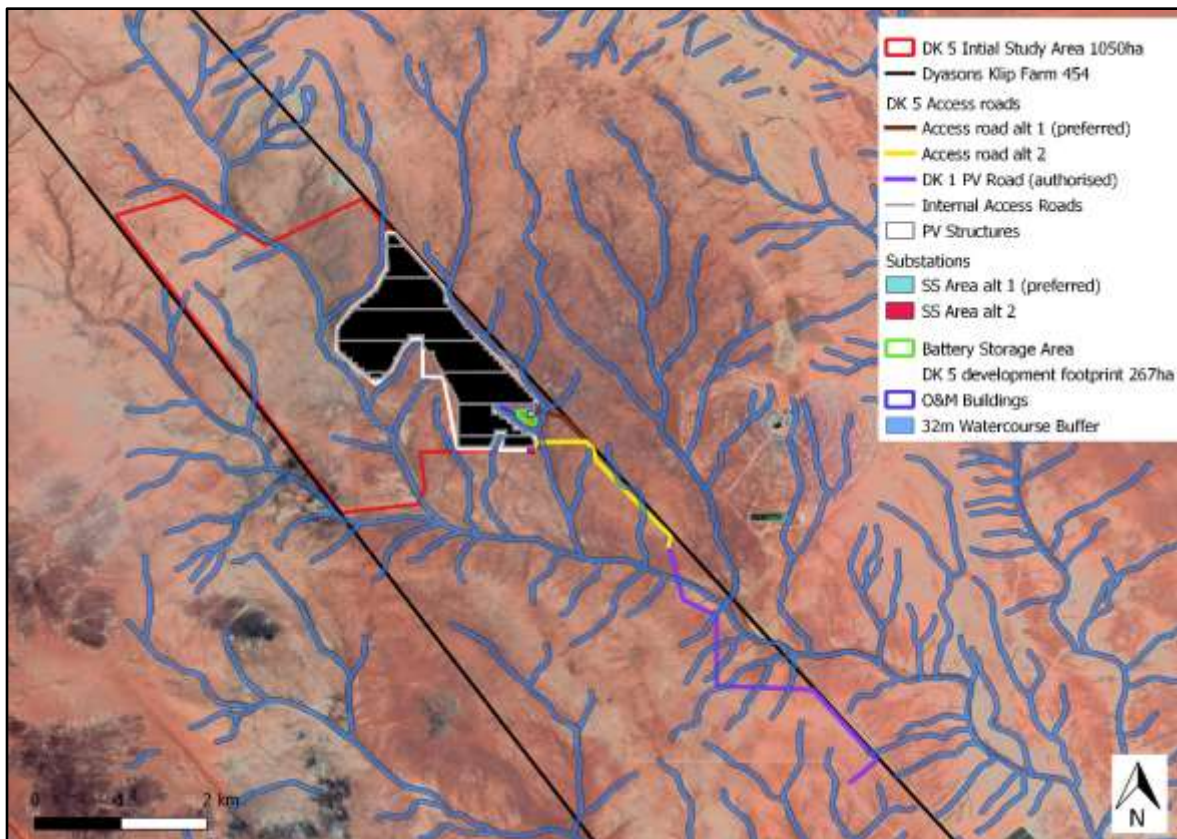 DK 5 Intial Study Area 1050ha
Dyasons Klip Farm 454
DK 5 Access roads
Access road alt 1 (preferred)
Access road alt 2
DK 1 PV Road (authorised)
Internal Access Roads
PV Structures
Substations
SS Area alt 1 (preferred)
SS Area alt 2
Battery Storage Area
DK 5 development footprint 267ha
O&M Buildings
32m Watercourse Buffer
0 1 2 km
N